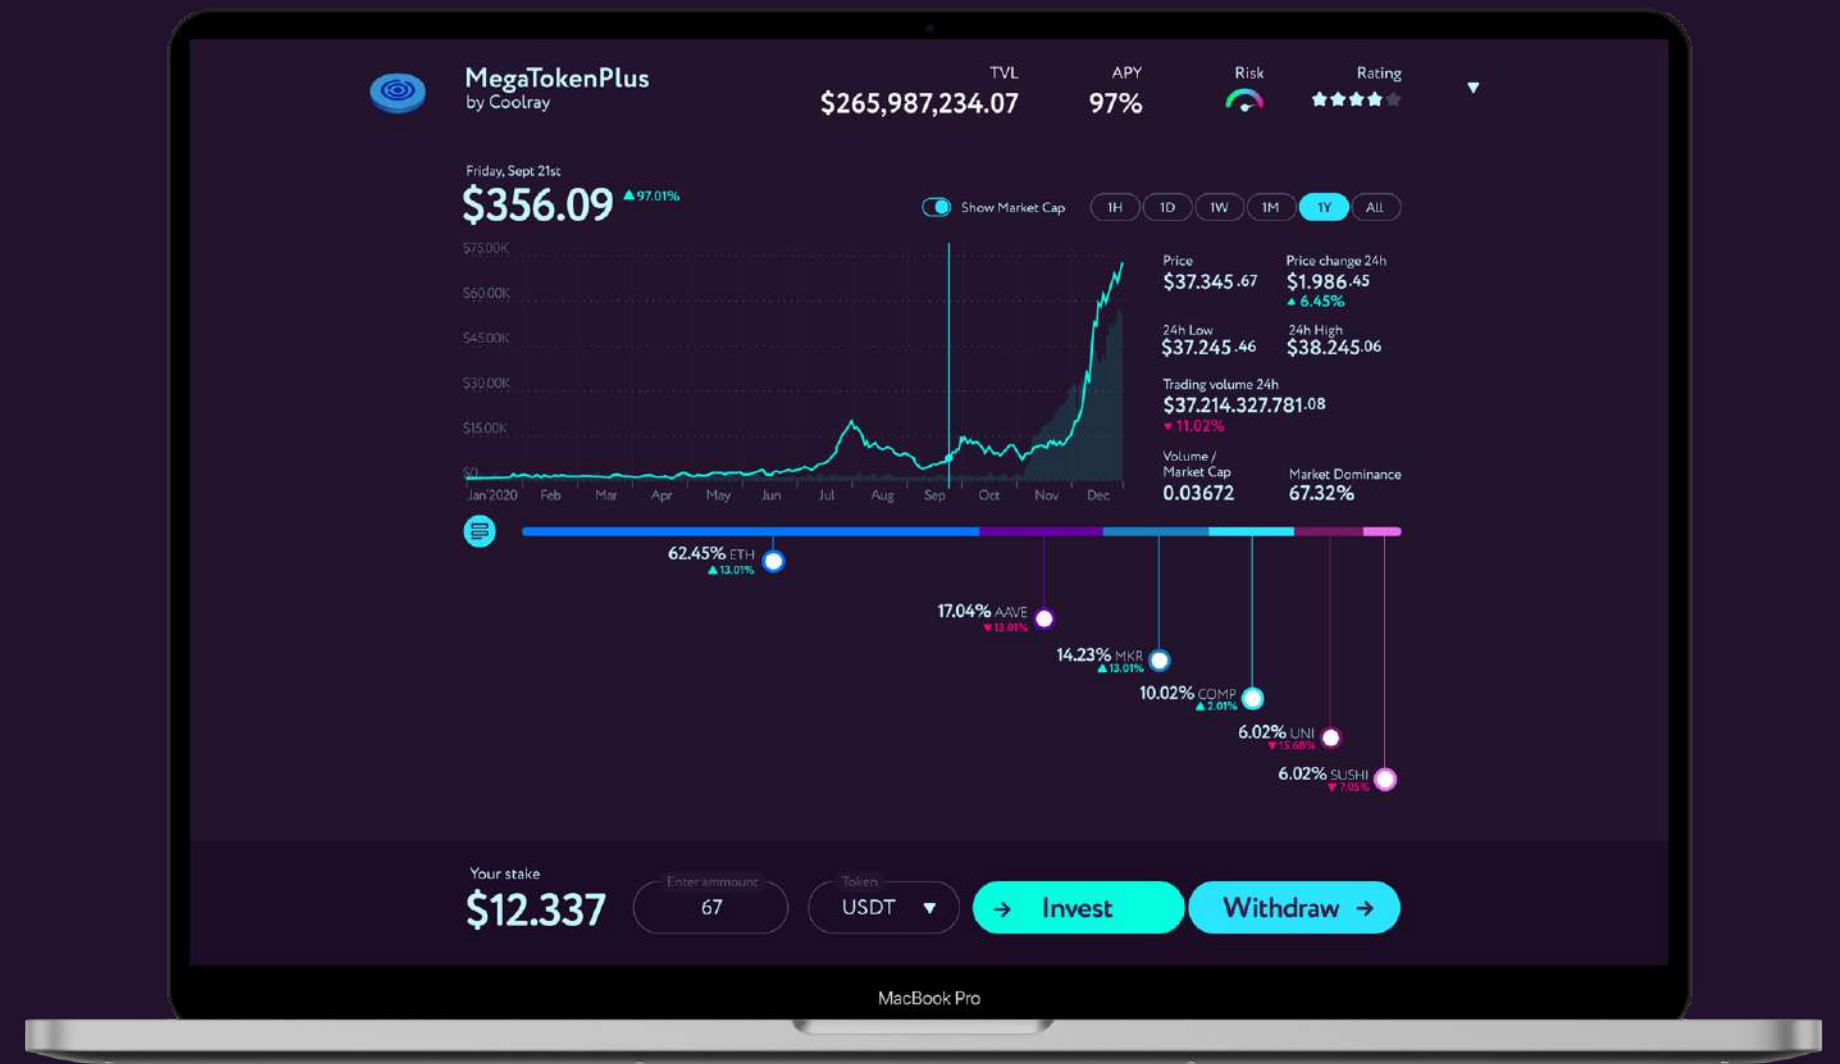 MegaTokenPlus
by Coolray
TVL
$265,987,234.07
APY
97%
Risk
Rating
Friday, Sept 21st
$356.09 ▲97.01%
Show Market Cap
1H
1D
1W
1M
1Y
All
$75.00K
$60.00K
$45.00K
$30.00K
$15.00K
$0
Jan'2020 Feb Mar Apr May Jun Jul Aug Sep Oct Nov Dec
Price
$37.345.67
Price change 24h
$1.986.45
▲ 6.45%
24h Low
$37.245.46
24h High
$38.245.06
Trading volume 24h
$37.214.327.781.08
▼ 11.02%
Volume /
Market Cap
0.03672
Market Dominance
67.32%
62.45% ETH
▲ 13.01%
17.04% AAVE
▼ 13.01%
14.23% MKR
▲ 13.01%
10.02% COMP
▲ 2.01%
6.02% UNI
▼ 15.68%
6.02% SUSHI
▼ 7.05%
Your stake
$12.337
Enter ammount
67
Token
USDT ▼
→ Invest
Withdraw →
MacBook Pro